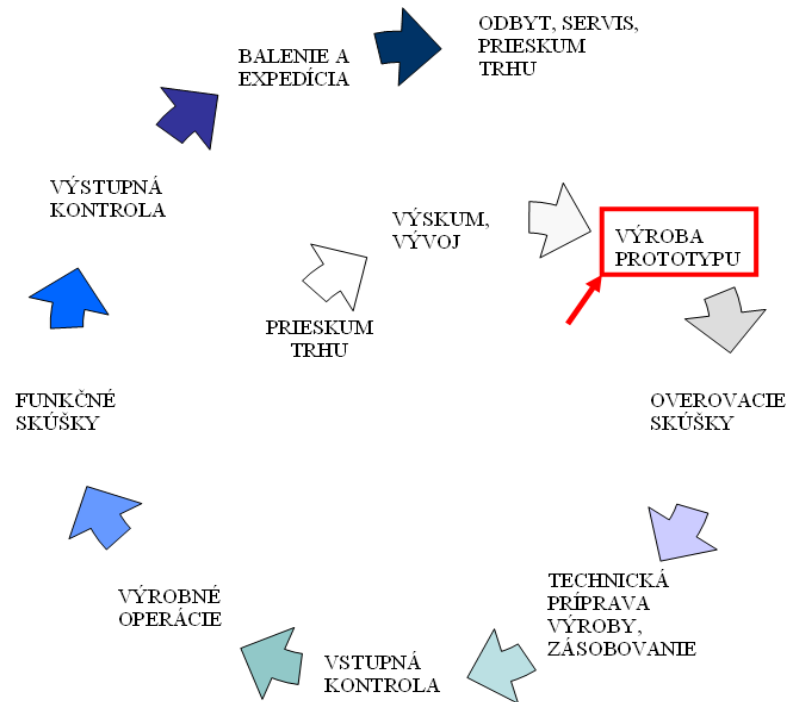 BALENIE A
EXPEDÍCIA
ODBYT, SERVIS,
PRIESKUM
TRHU
VÝSTUPNÁ
KONTROLA
VÝSKUM,
VÝVOJ
VÝROBA
PROTOTYPU
PRIESKUM
TRHU
FUNKČNÉ
SKÚŠKY
OVEROVACIE
SKÚŠKY
VÝROBNÉ
OPERÁCIE
TECHNICKÁ
PRÍPRAVA
VÝROBY,
ZÁSOBOVANIE
VSTUPNÁ
KONTROLA